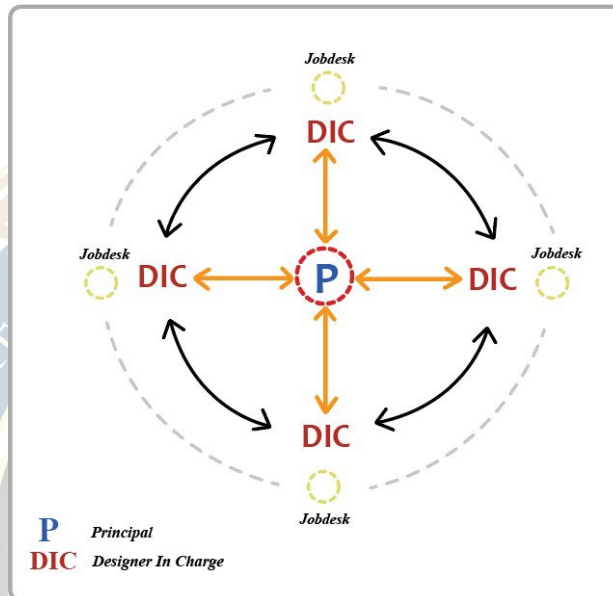 Jobdesk
DIC
Jobdesk
DIC
P
DIC
Jobdesk
DIC
Jobdesk
P Principal
DIC Designer In Charge